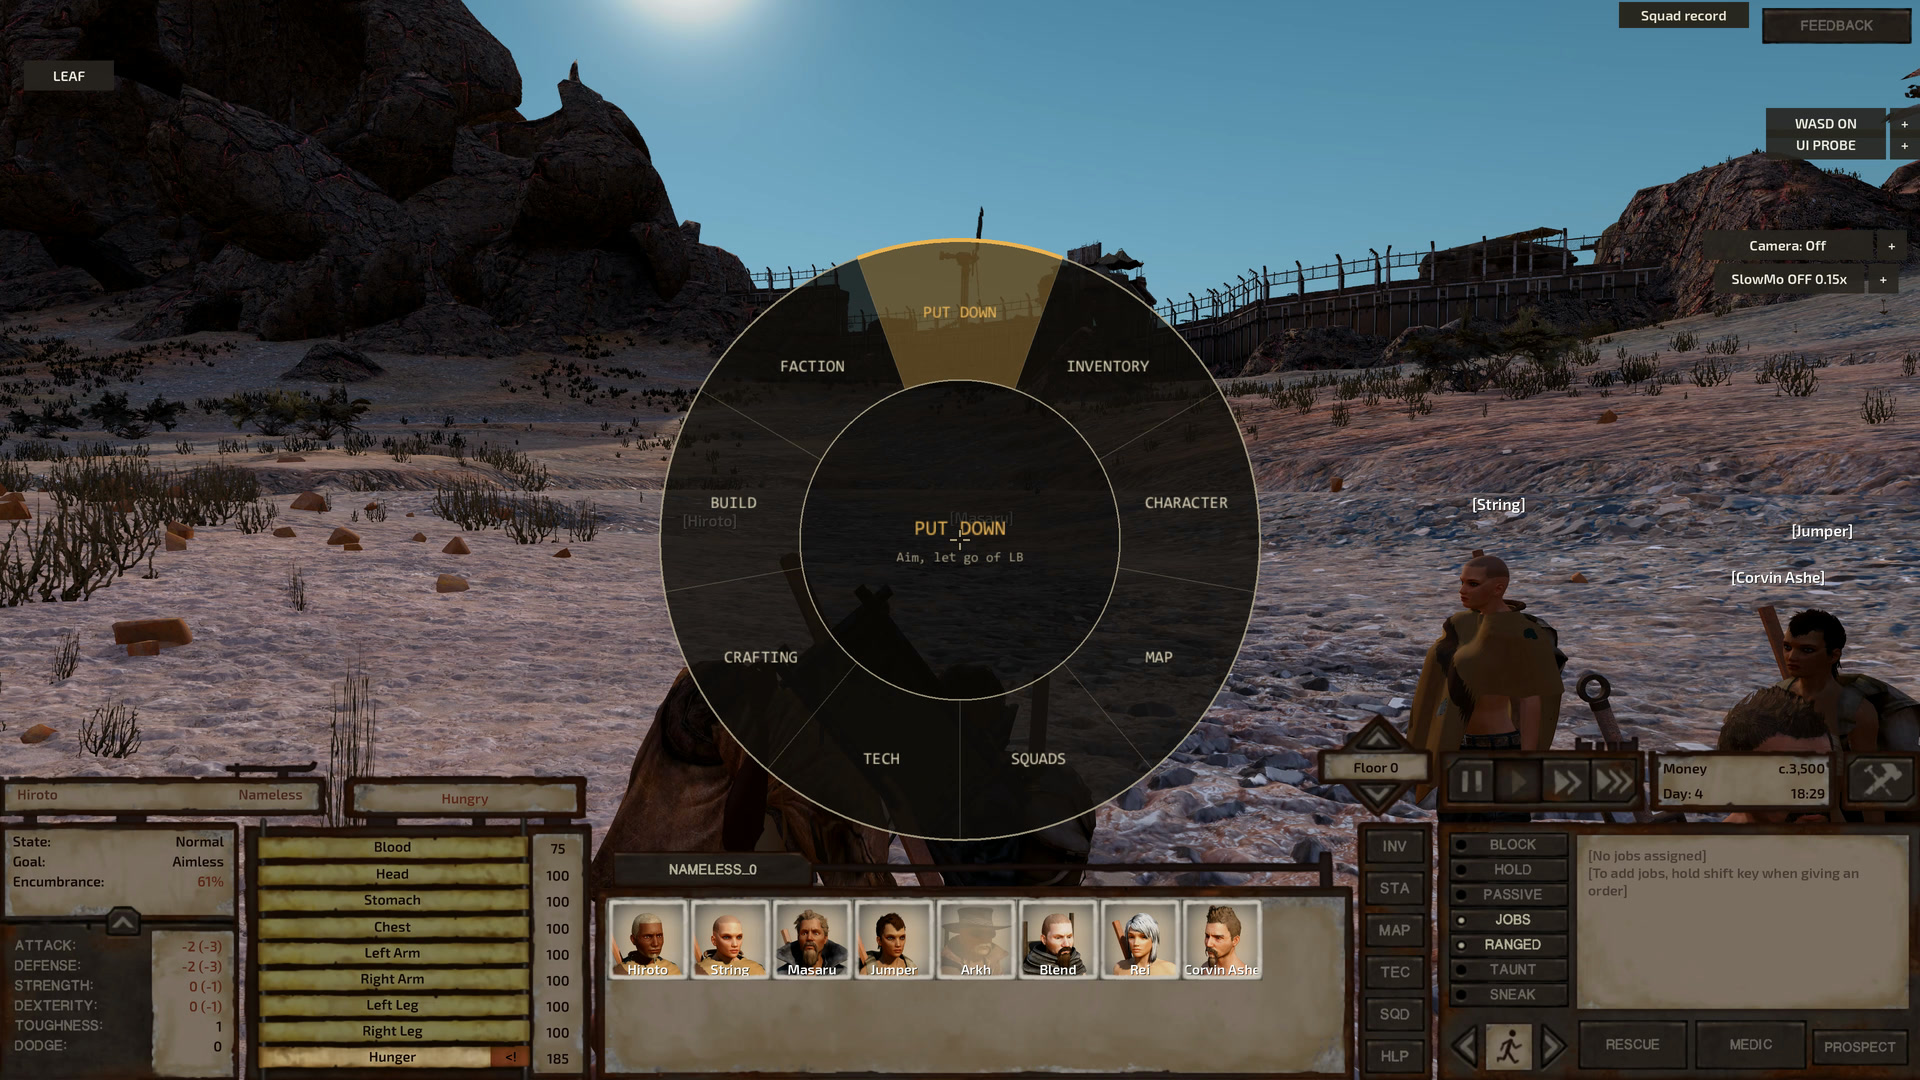 Squad record
FEEDBACK
LEAF
WASD ON +
UI PROBE +
Camera: Off +
SlowMo OFF 0.15x +
PUT DOWN
FACTION
INVENTORY
BUILD
CHARACTER
[Hiroto]
[Masaru]
PUT DOWN
Aim, let go of LB
[String]
[Jumper]
[Corvin Ashe]
CRAFTING
MAP
TECH
SQUADS
Floor 0
Money c.3,500
Day: 4 18:29
Hiroto Nameless
Hungry
State: Normal
Goal: Aimless
Encumbrance: 61%
ATTACK: -2 (-3)
DEFENSE: -2 (-3)
STRENGTH: 0 (-1)
DEXTERITY: 0 (-1)
TOUGHNESS: 1
DODGE: 0
Blood 75
Head 100
Stomach 100
Chest 100
Left Arm 100
Right Arm 100
Left Leg 100
Right Leg 100
Hunger <! 185
NAMELESS_0
Hiroto
String
Masaru
Jumper
Arkh
Blend
Rei
Corvin Ashe
INV
STA
MAP
TEC
SQD
HLP
BLOCK
HOLD
PASSIVE
JOBS
RANGED
TAUNT
SNEAK
[No jobs assigned]
[To add jobs, hold shift key when giving an
order]
RESCUE
MEDIC
PROSPECT